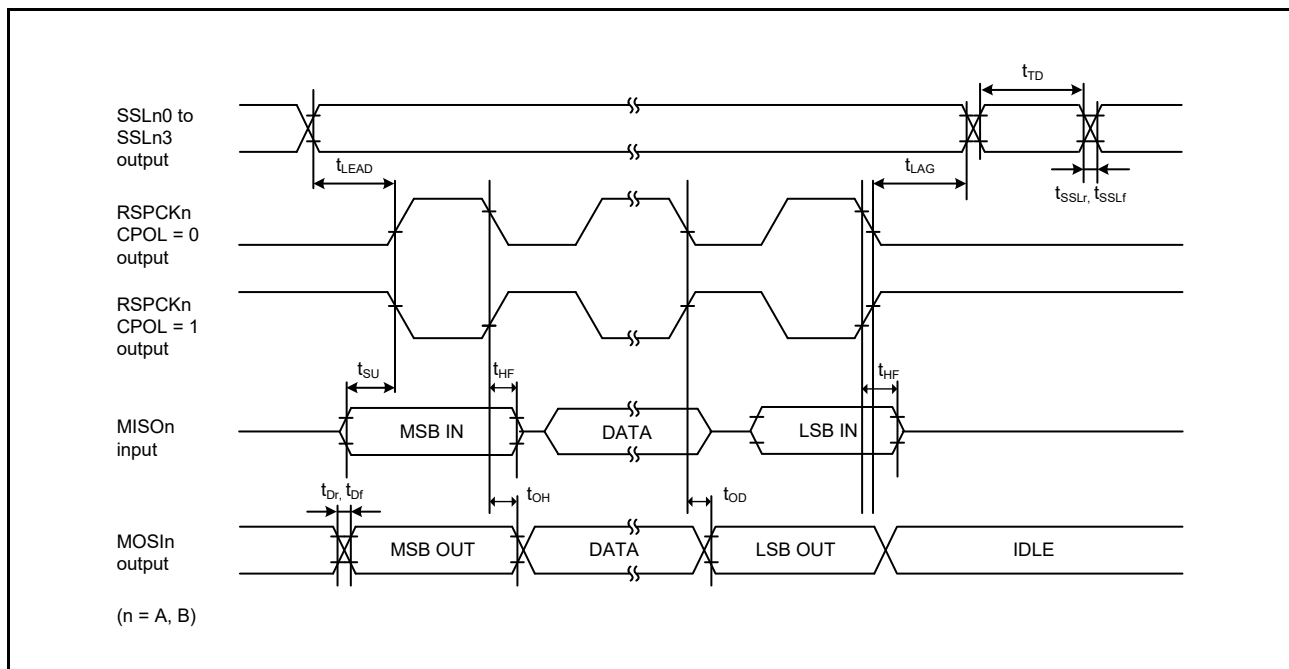 t_TD
SSLn0 to
SSLn3
output
t_LEAD
t_LAG
t_SSLr, t_SSLf
RSPCKn
CPOL = 0
output
RSPCKn
CPOL = 1
output
t_SU
t_HF
t_HF
MISOn
input
MSB IN
DATA
LSB IN
t_Dr, t_Df
t_OH
t_OD
MOSIn
output
MSB OUT
DATA
LSB OUT
IDLE
(n = A, B)